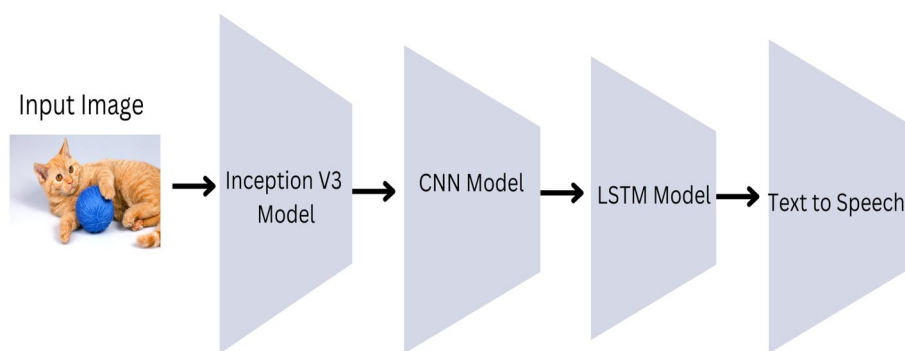 Input Image
Inception V3
Model
CNN Model
LSTM Model
Text to Speech